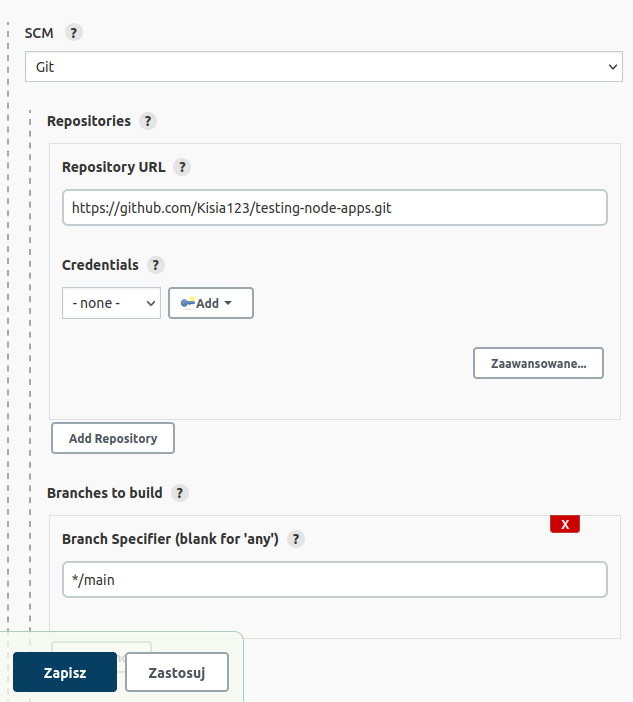 SCM ?
Git
Repositories ?
Repository URL ?
https://github.com/Kisia123/testing-node-apps.git
Credentials ?
- none - Add
Zaawansowane...
Add Repository
Branches to build ?
X
Branch Specifier (blank for 'any') ?
*/main
Zapisz Zastosuj